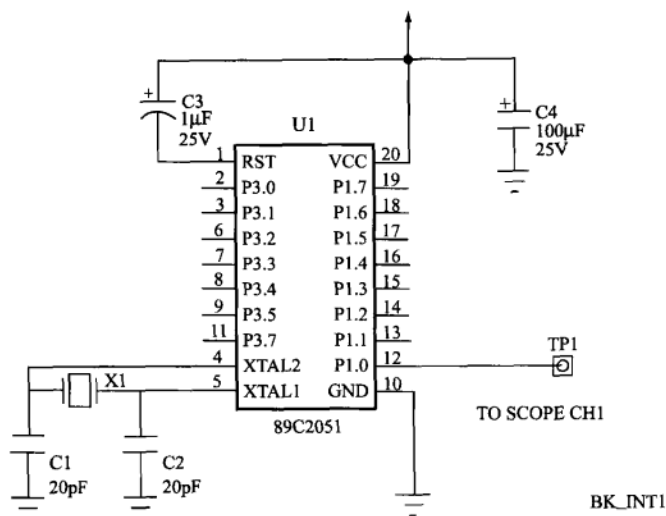 +
C3
1µF
25V
+
C4
100µF
25V
U1
1 RST VCC 20
2 P3.0 P1.7 19
3 P3.1 P1.6 18
6 P3.2 P1.5 17
7 P3.3 P1.4 16
8 P3.4 P1.3 15
9 P3.5 P1.2 14
11 P3.7 P1.1 13
4 XTAL2 P1.0 12
5 XTAL1 GND 10
89C2051
X1
C1
20pF
C2
20pF
TP1
TO SCOPE CH1
BK_INT1